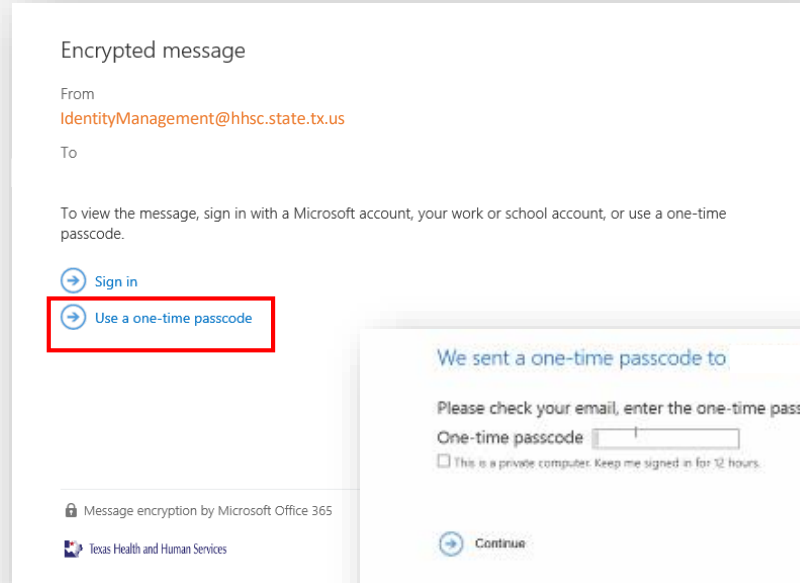 Encrypted message
From
IdentityManagement@hhsc.state.tx.us
To
To view the message, sign in with a Microsoft account, your work or school account, or use a one-time
passcode.
Sign in
Use a one-time passcode
We sent a one-time passcode to
Please check your email, enter the one-time pass
One-time passcode
This is a private computer. Keep me signed in for 12 hours.
Continue
Message encryption by Microsoft Office 365
Texas Health and Human Services